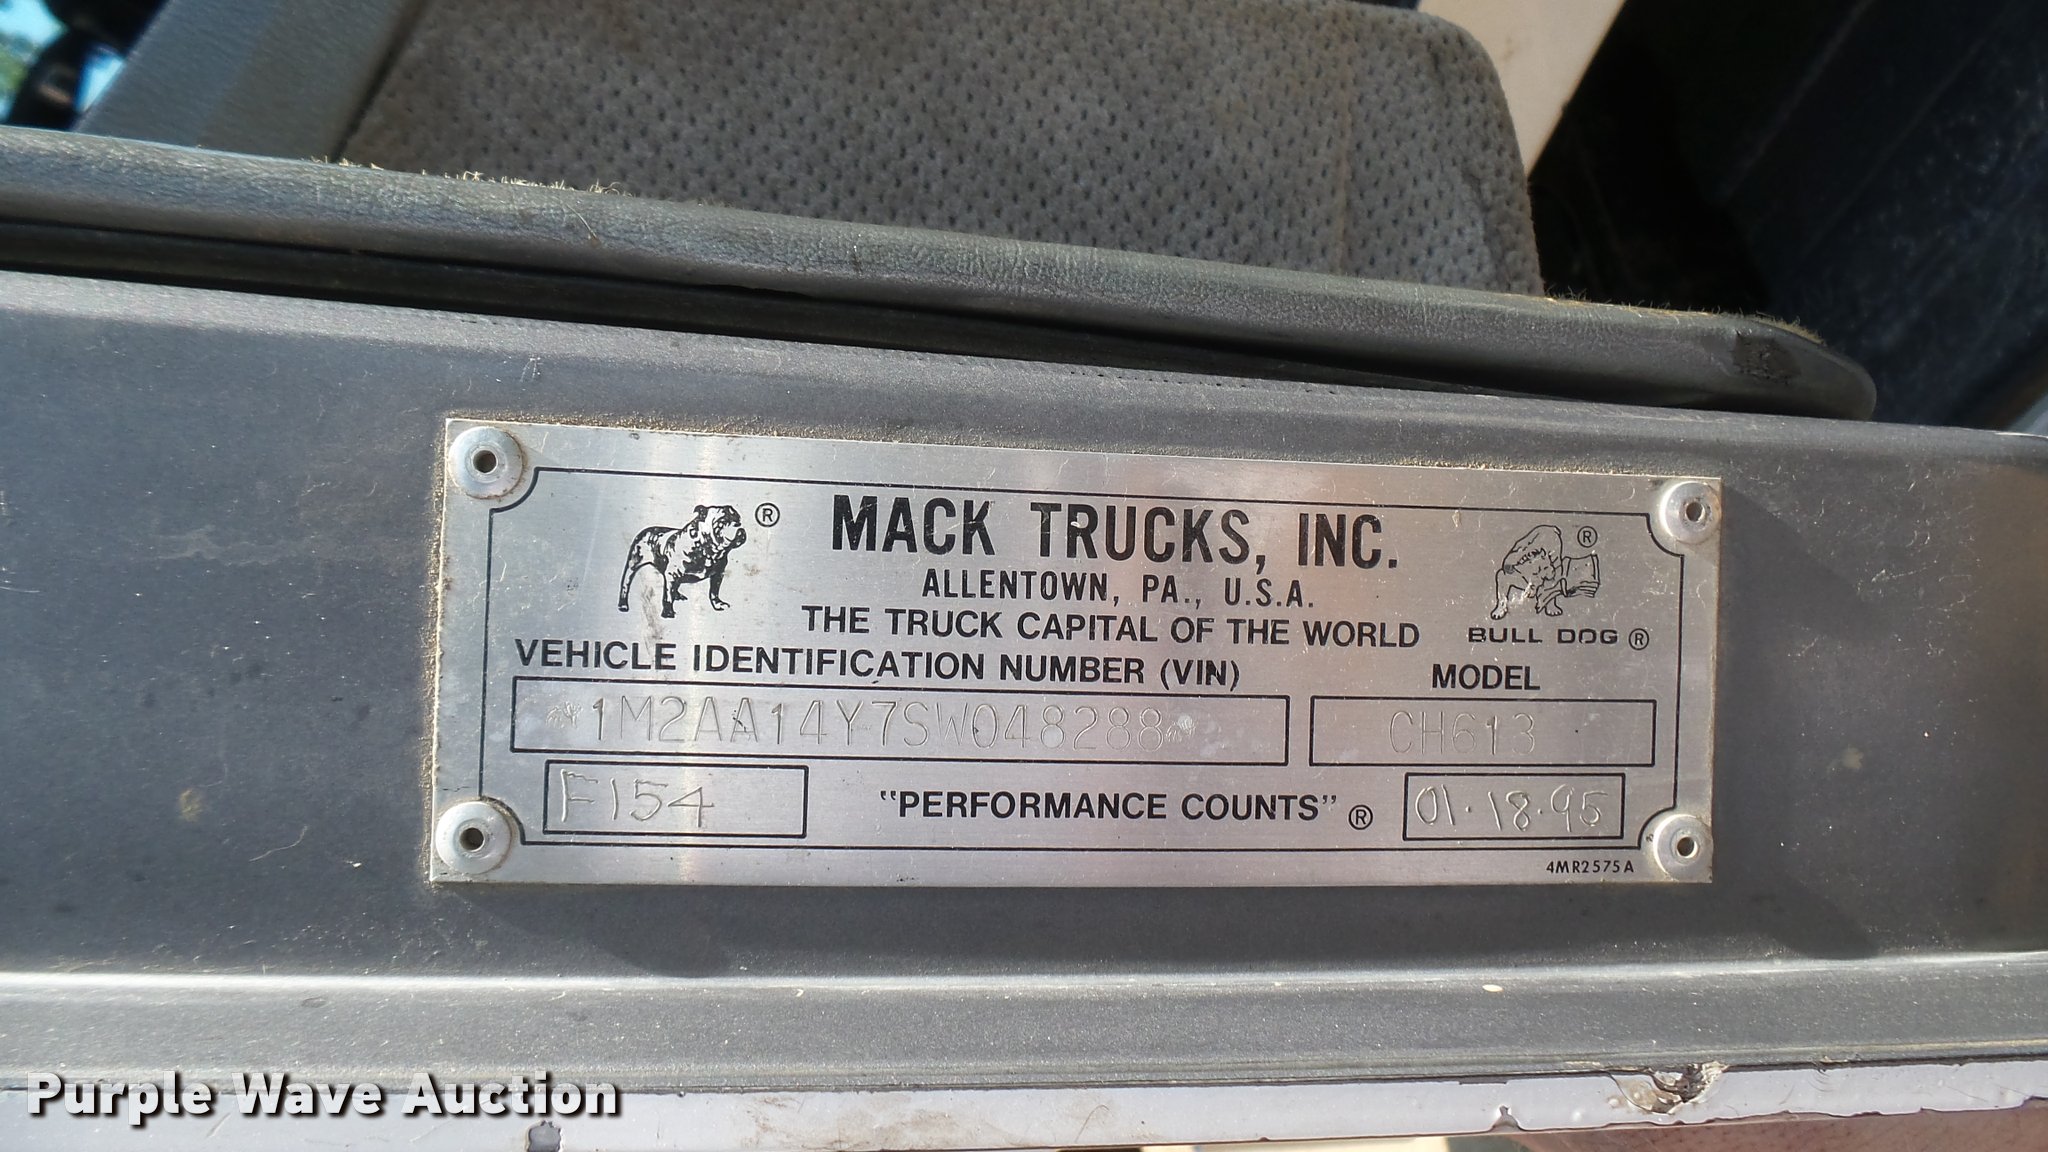 ® MACK TRUCKS, INC. ®
ALLENTOWN, PA., U.S.A.
THE TRUCK CAPITAL OF THE WORLD
BULL DOG ®
VEHICLE IDENTIFICATION NUMBER (VIN)
MODEL
1M2AA14Y7SW048288
CH613
F154
"PERFORMANCE COUNTS" ®
01·18·95
4MR2575A
Purple Wave Auction